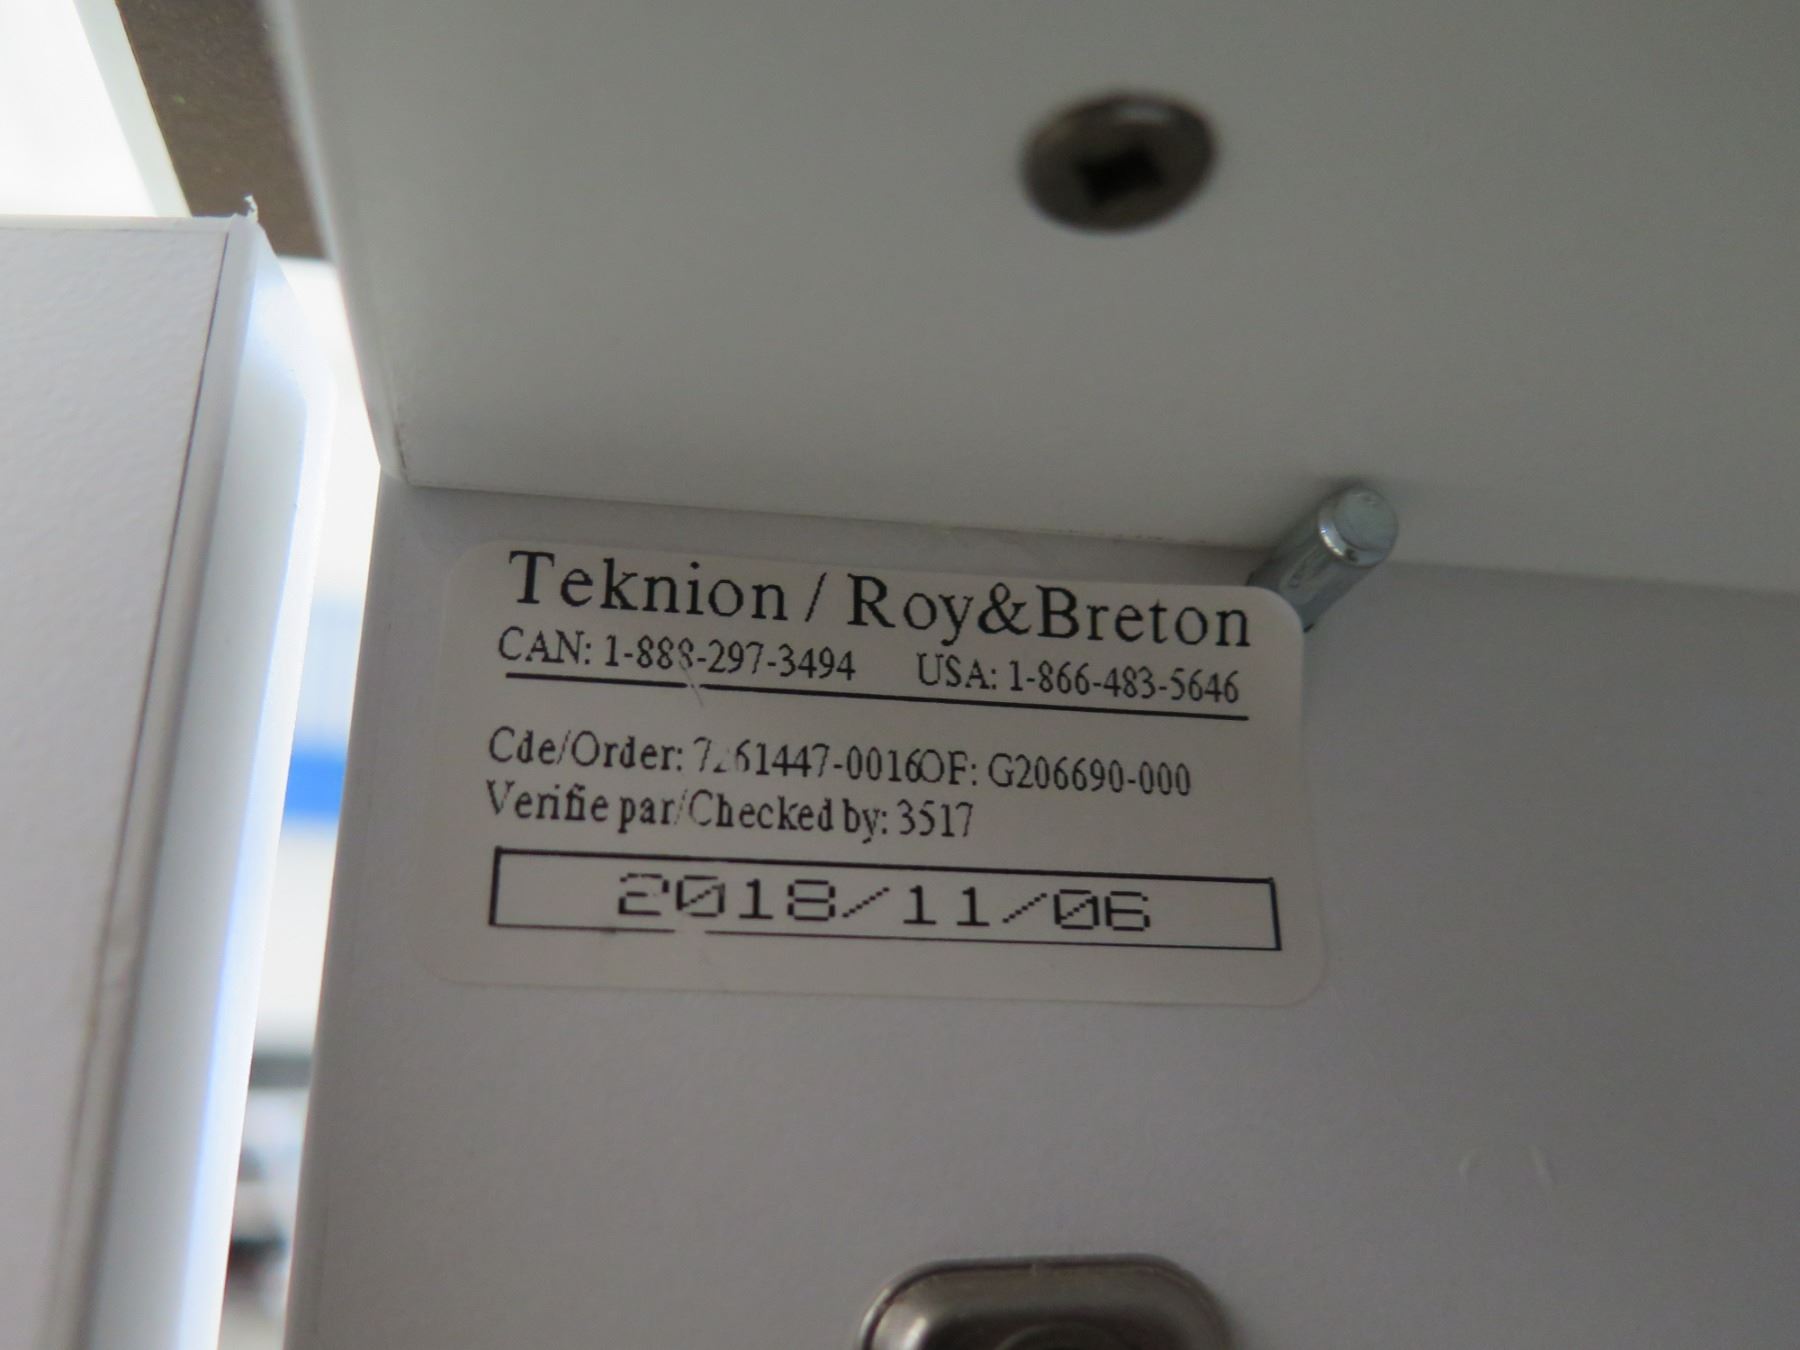 Teknion / Roy&Breton
CAN: 1-888-297-3494 USA: 1-866-483-5646
Cde/Order: 7261447-0016OF: G206690-000
Verifie par/Checked by: 3517
2018/11/06